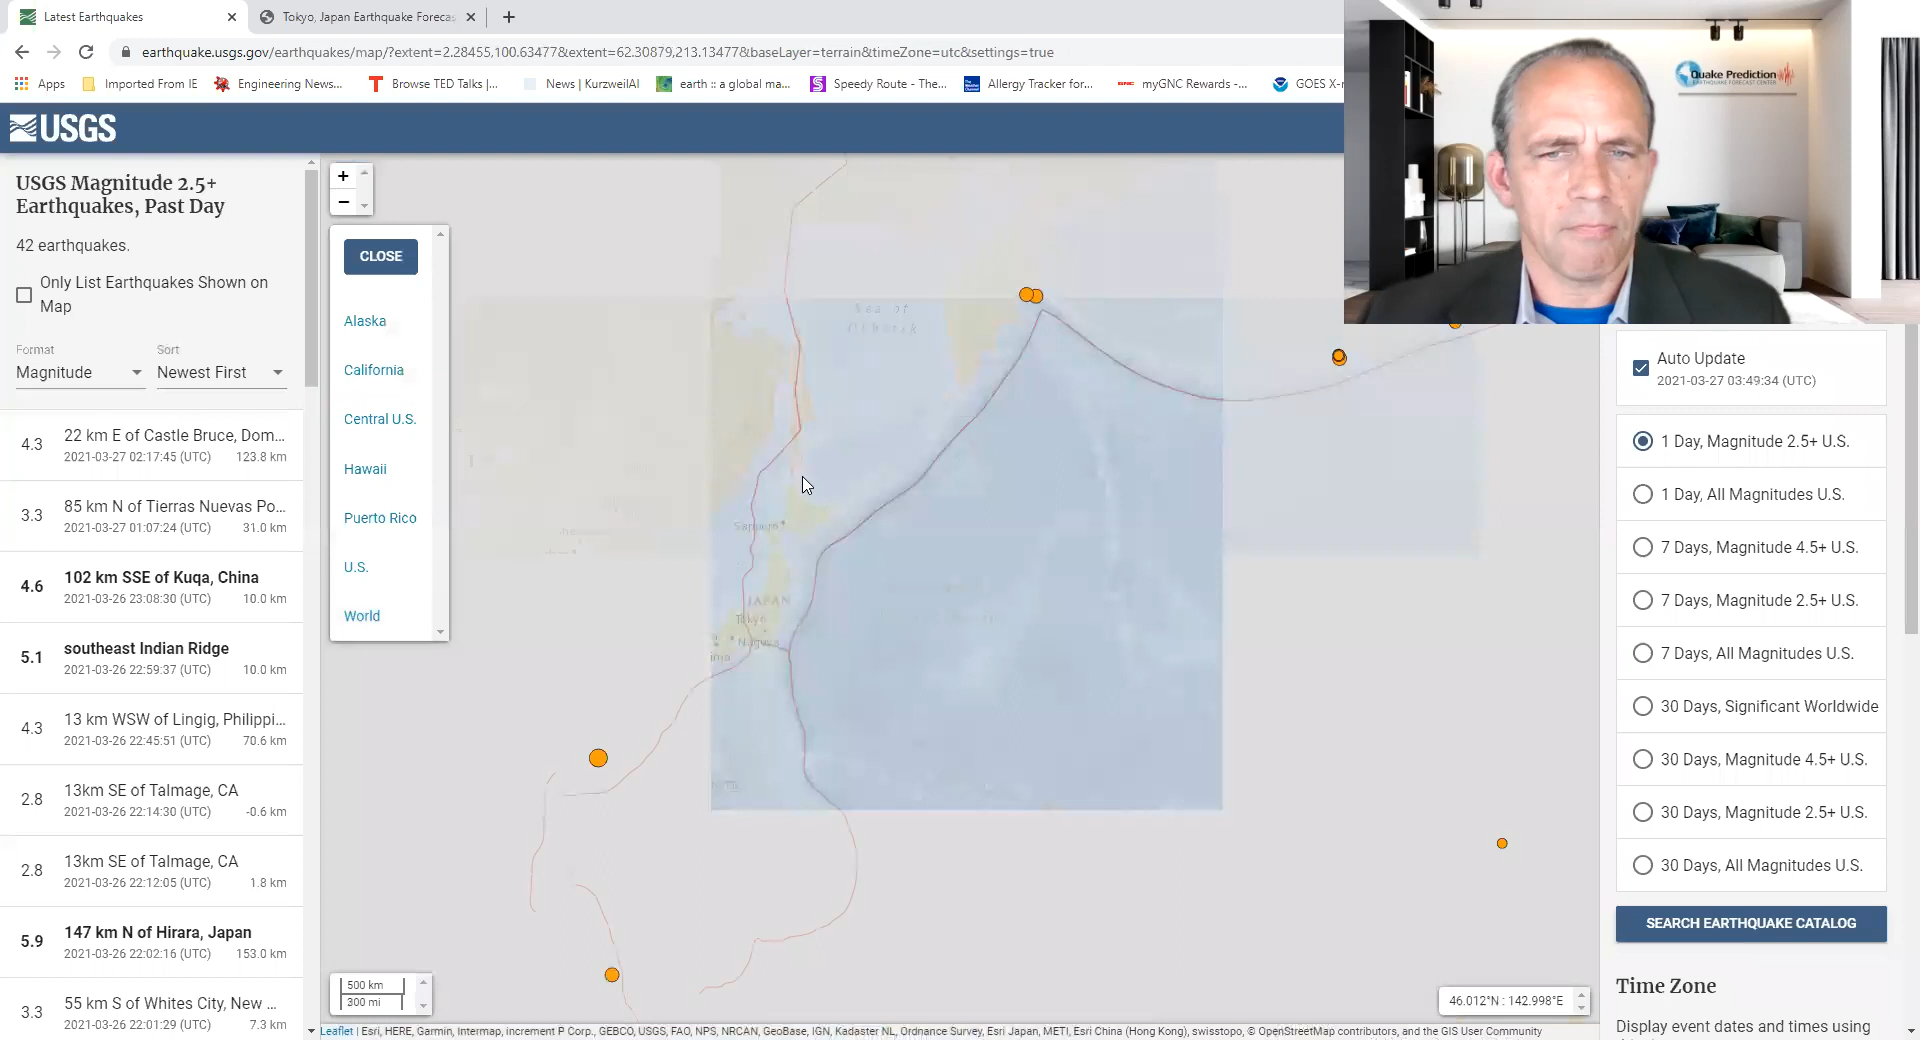 Latest Earthquakes
Tokyo, Japan Earthquake Forecas
earthquake.usgs.gov/earthquakes/map/?extent=2.28455,100.63477&extent=62.30879,213.13477&baseLayer=terrain&timeZone=utc&settings=true
Apps
Imported From IE
Engineering News...
Browse TED Talks |...
News | KurzweilAI
earth :: a global ma...
Speedy Route - The...
Allergy Tracker for...
myGNC Rewards -...
GOES X-r
Quake Prediction
EARTHQUAKE FORECAST CENTER
USGS
USGS Magnitude 2.5+
Earthquakes, Past Day
42 earthquakes.
Only List Earthquakes Shown on
Map
Format
Magnitude
Sort
Newest First
4.3
22 km E of Castle Bruce, Dom...
2021-03-27 02:17:45 (UTC) 123.8 km
3.3
85 km N of Tierras Nuevas Po...
2021-03-27 01:07:24 (UTC) 31.0 km
4.6
102 km SSE of Kuqa, China
2021-03-26 23:08:30 (UTC) 10.0 km
5.1
southeast Indian Ridge
2021-03-26 22:59:37 (UTC) 10.0 km
4.3
13 km WSW of Lingig, Philippi...
2021-03-26 22:45:51 (UTC) 70.6 km
2.8
13km SE of Talmage, CA
2021-03-26 22:14:30 (UTC) -0.6 km
2.8
13km SE of Talmage, CA
2021-03-26 22:12:05 (UTC) 1.8 km
5.9
147 km N of Hirara, Japan
2021-03-26 22:02:16 (UTC) 153.0 km
3.3
55 km S of Whites City, New ...
2021-03-26 22:01:29 (UTC) 7.3 km
+
−
CLOSE
Alaska
California
Central U.S.
Hawaii
Puerto Rico
U.S.
World
Sea of
Okhotsk
Sapporo
JAPAN
Tokyo
Nagoya
500 km
300 mi
46.012°N : 142.998°E
Leaflet | Esri, HERE, Garmin, Intermap, increment P Corp., GEBCO, USGS, FAO, NPS, NRCAN, GeoBase, IGN, Kadaster NL, Ordnance Survey, Esri Japan, METI, Esri China (Hong Kong), swisstopo, © OpenStreetMap contributors, and the GIS User Community
Auto Update
2021-03-27 03:49:34 (UTC)
1 Day, Magnitude 2.5+ U.S.
1 Day, All Magnitudes U.S.
7 Days, Magnitude 4.5+ U.S.
7 Days, Magnitude 2.5+ U.S.
7 Days, All Magnitudes U.S.
30 Days, Significant Worldwide
30 Days, Magnitude 4.5+ U.S.
30 Days, Magnitude 2.5+ U.S.
30 Days, All Magnitudes U.S.
SEARCH EARTHQUAKE CATALOG
Time Zone
Display event dates and times using